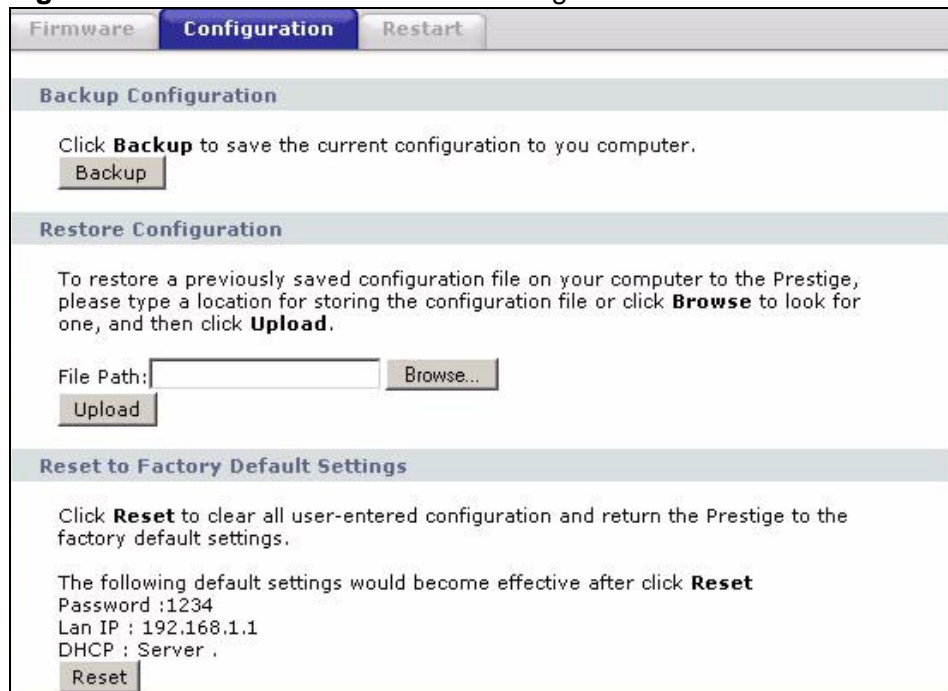 Firmware Configuration Restart
Backup Configuration
Click Backup to save the current configuration to you computer.
Backup
Restore Configuration
To restore a previously saved configuration file on your computer to the Prestige,
please type a location for storing the configuration file or click Browse to look for
one, and then click Upload.
File Path: Browse...
Upload
Reset to Factory Default Settings
Click Reset to clear all user-entered configuration and return the Prestige to the
factory default settings.
The following default settings would become effective after click Reset
Password :1234
Lan IP : 192.168.1.1
DHCP : Server .
Reset